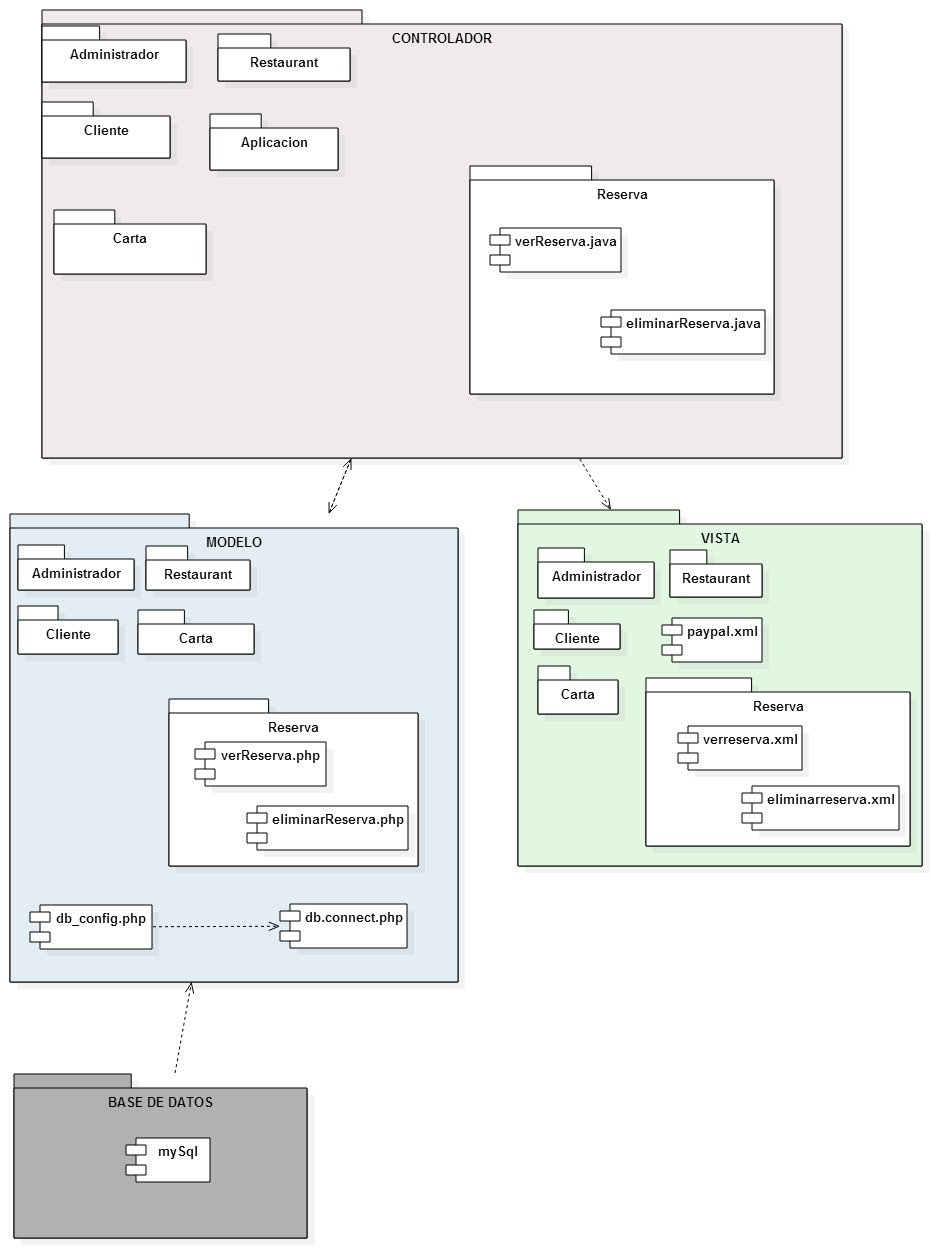 CONTROLADOR
Administrador
Restaurant
Cliente
Aplicacion
Carta
Reserva
verReserva.java
eliminarReserva.java
MODELO
Administrador
Restaurant
Cliente
Carta
Reserva
verReserva.php
eliminarReserva.php
db_config.php
db.connect.php
VISTA
Administrador
Restaurant
Cliente
paypal.xml
Carta
Reserva
verreserva.xml
eliminarreserva.xml
BASE DE DATOS
mySql